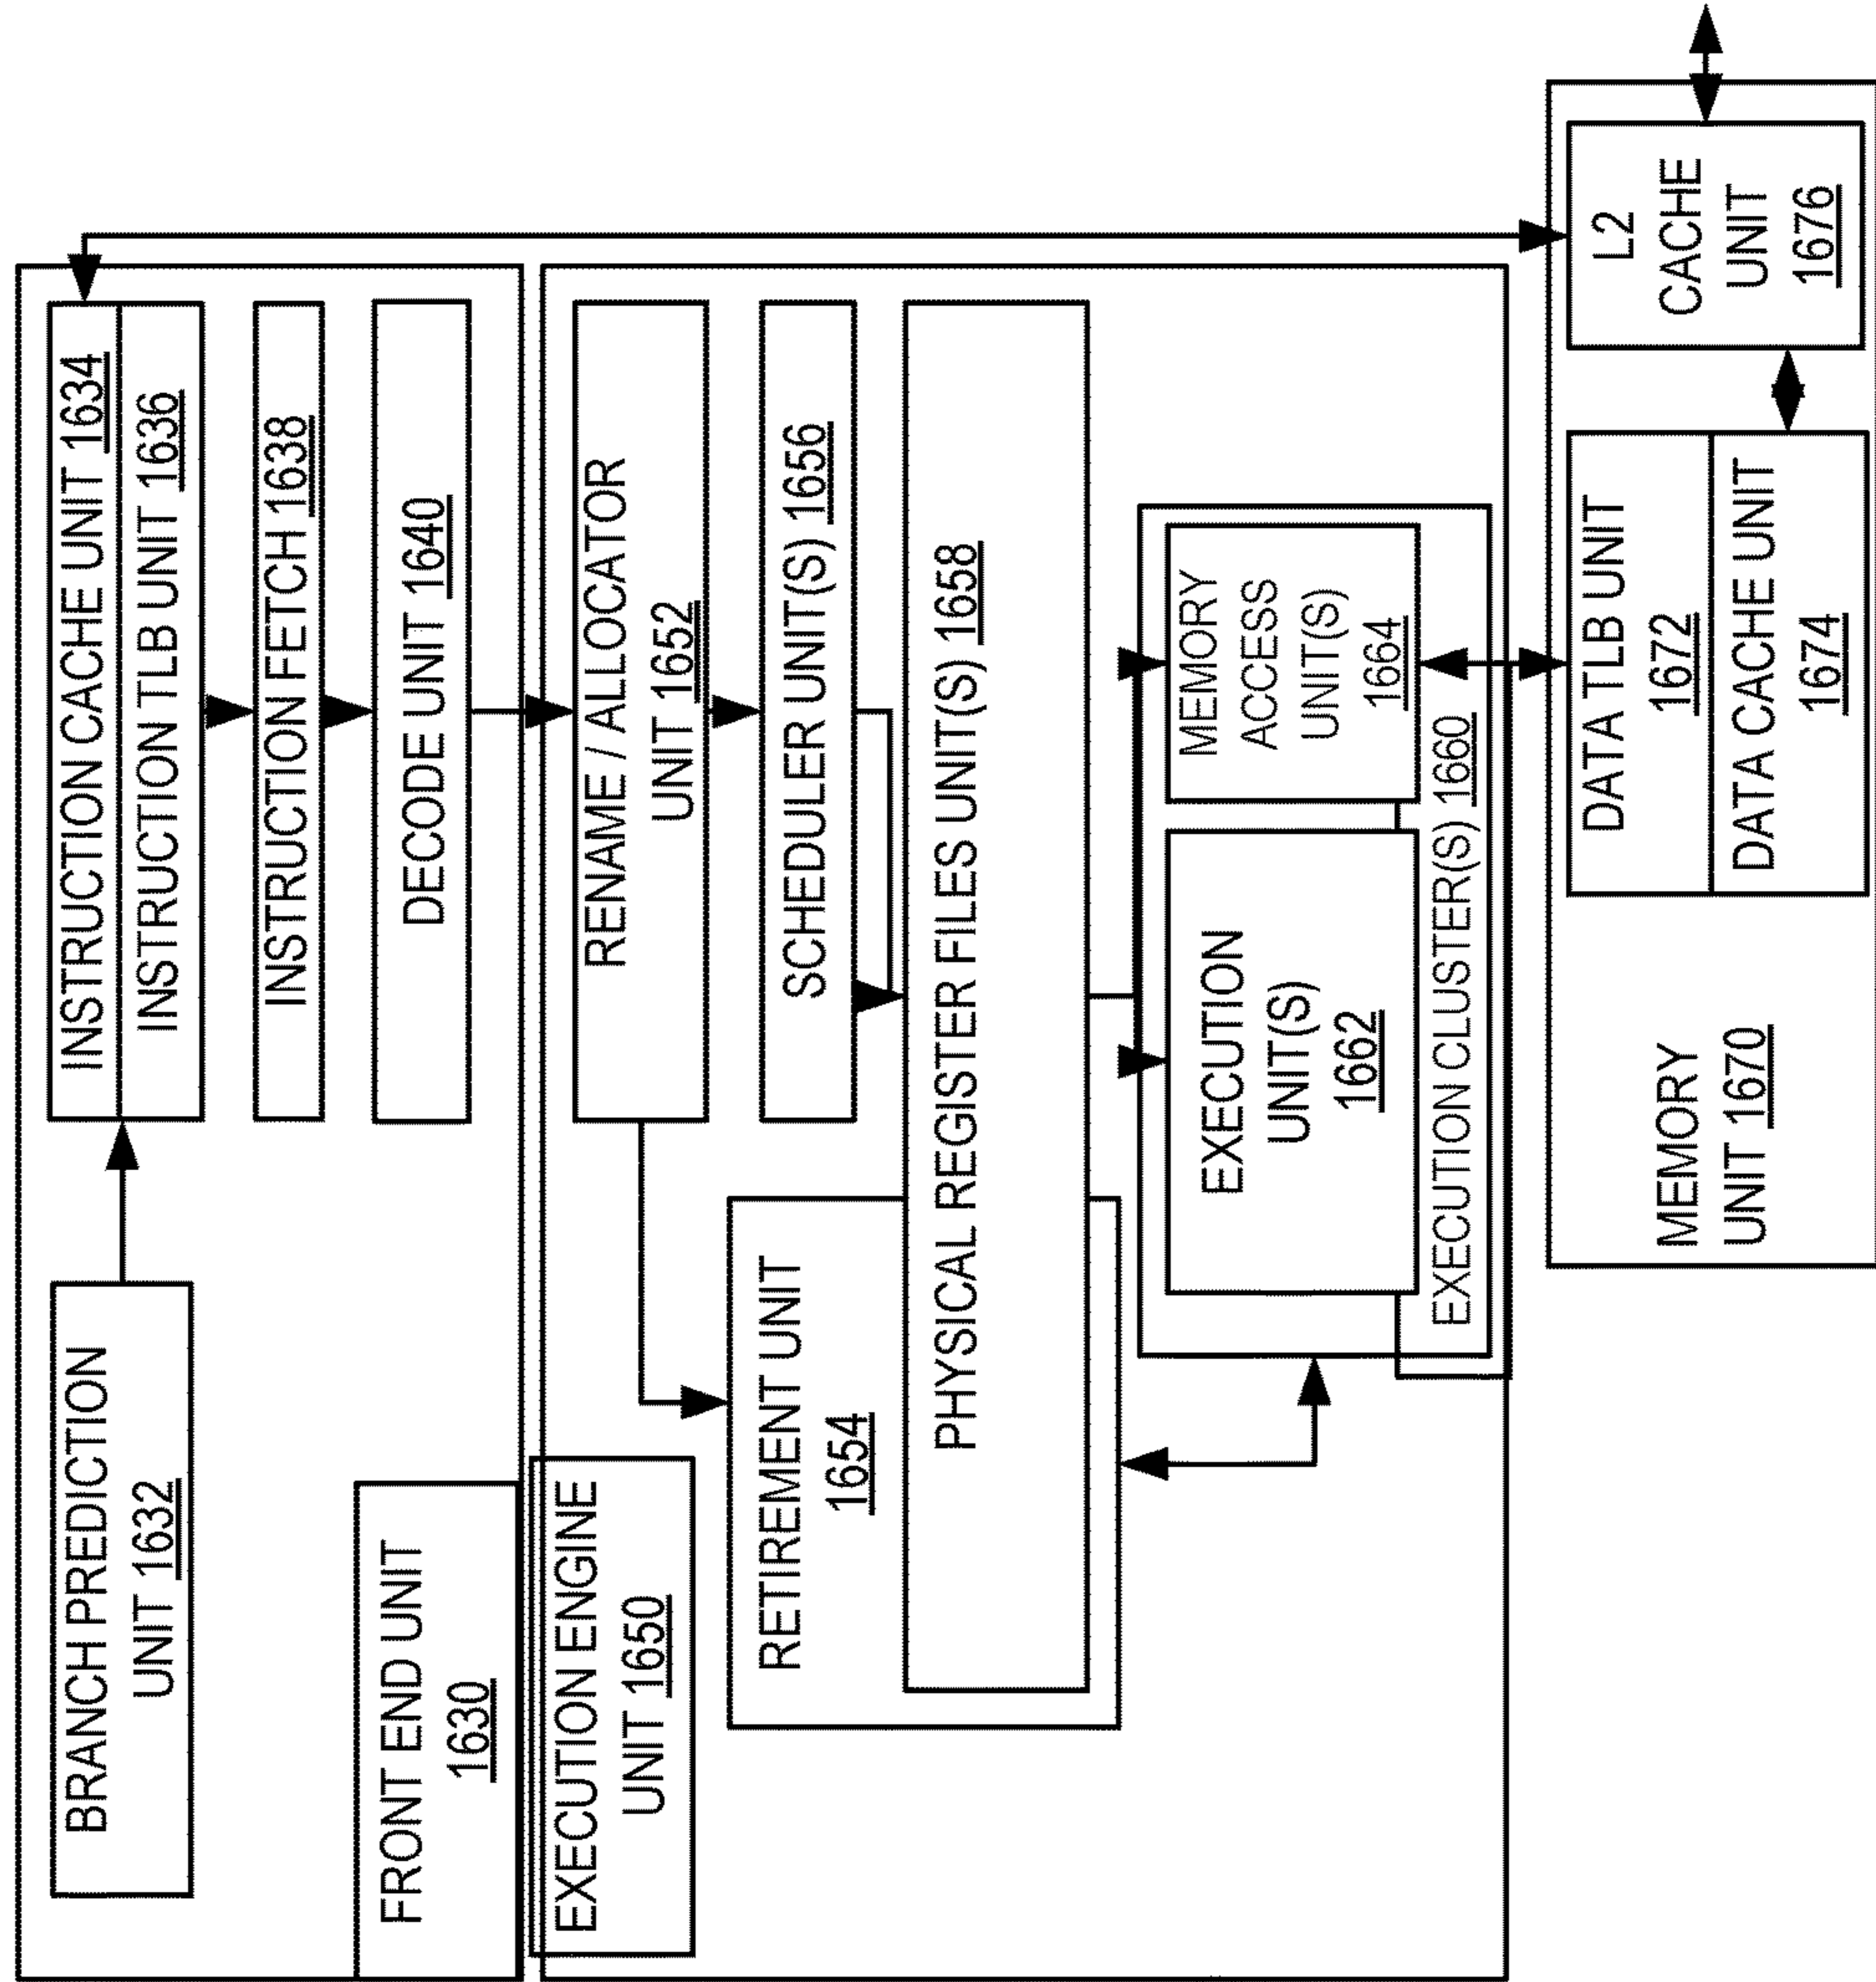 BRANCH PREDICTION
UNIT 1632
INSTRUCTION CACHE UNIT 1634
INSTRUCTION TLB UNIT 1636
INSTRUCTION FETCH 1638
FRONT END UNIT
1630
DECODE UNIT 1640
EXECUTION ENGINE
UNIT 1650
RENAME / ALLOCATOR
UNIT 1652
RETIREMENT UNIT
1654
SCHEDULER UNIT(S) 1656
PHYSICAL REGISTER FILES UNIT(S) 1658
EXECUTION
UNIT(S)
1662
MEMORY
ACCESS
UNIT(S)
1664
EXECUTION CLUSTER(S) 1660
MEMORY
UNIT 1670
DATA TLB UNIT
1672
DATA CACHE UNIT
1674
L2
CACHE
UNIT
1676